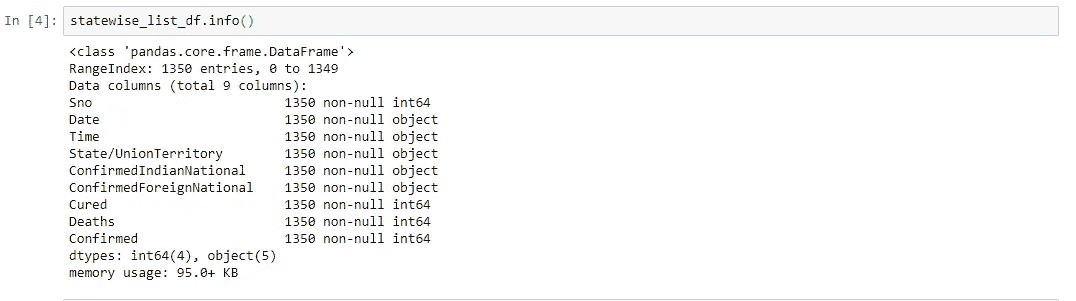 In [4]: statewise_list_df.info()
<class 'pandas.core.frame.DataFrame'>
RangeIndex: 1350 entries, 0 to 1349
Data columns (total 9 columns):
Sno                         1350 non-null int64
Date                        1350 non-null object
Time                        1350 non-null object
State/UnionTerritory        1350 non-null object
ConfirmedIndianNational     1350 non-null object
ConfirmedForeignNational    1350 non-null object
Cured                       1350 non-null int64
Deaths                      1350 non-null int64
Confirmed                   1350 non-null int64
dtypes: int64(4), object(5)
memory usage: 95.0+ KB